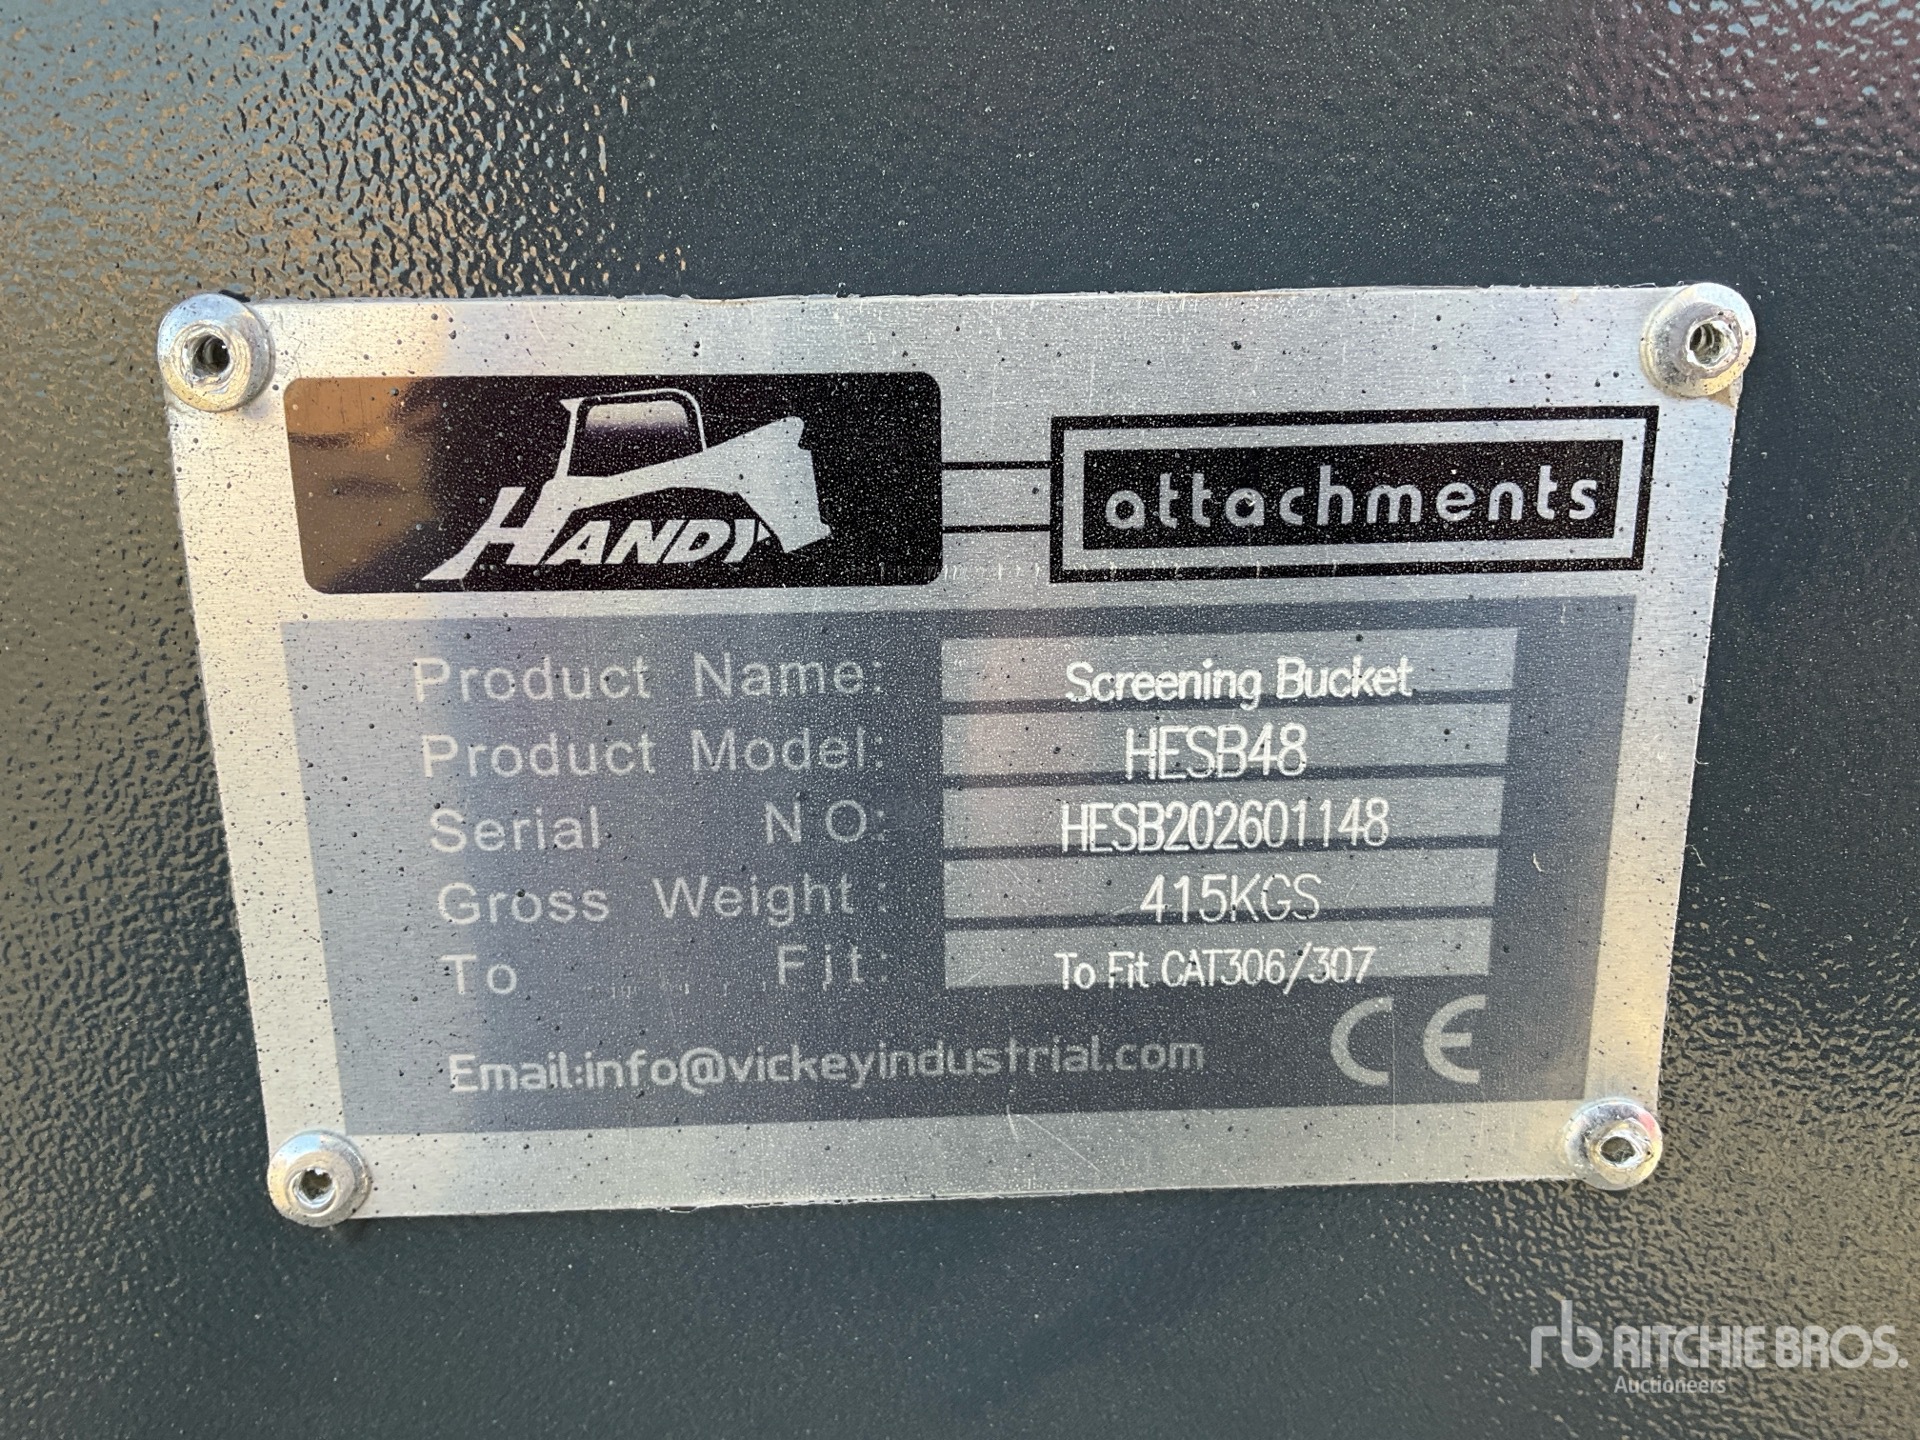 HANDY
attachments
Product Name: Screening Bucket
Product Model: HESB48
Serial NO: HESB202601148
Gross Weight: 415KGS
To Fit: To Fit CAT306/307
Email:info@vickeyindustrial.com
CE
rb RITCHIE BROS.
Auctioneers